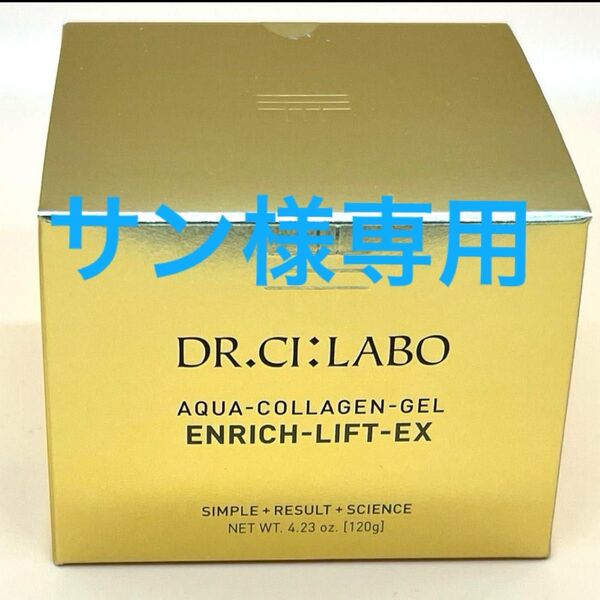 サン様専用
DR.CI:LABO
AQUA-COLLAGEN-GEL
ENRICH-LIFT-EX
SIMPLE + RESULT + SCIENCE
NET WT. 4.23 oz. [120g]